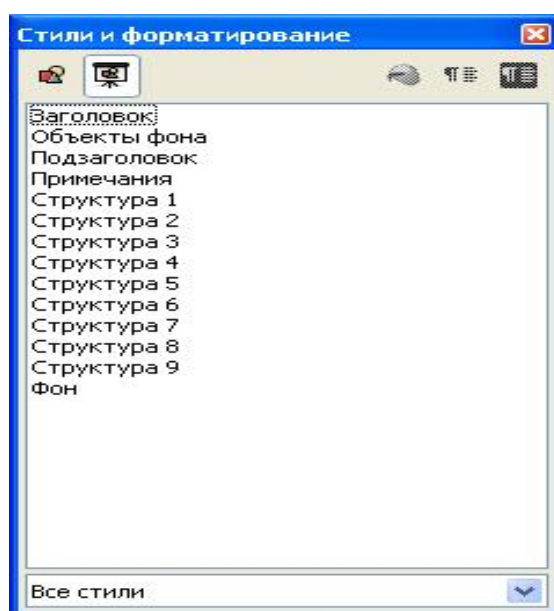 Стили и форматирование
Заголовок
Объекты фона
Подзаголовок
Примечания
Структура 1
Структура 2
Структура 3
Структура 4
Структура 5
Структура 6
Структура 7
Структура 8
Структура 9
Фон
Все стили